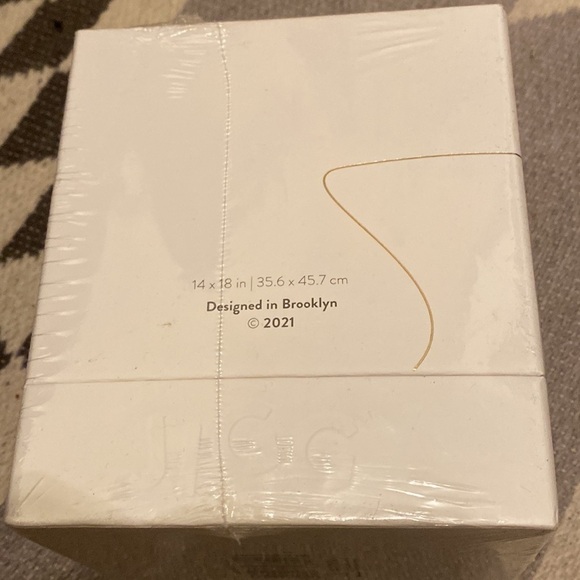 14 x 18 in | 35.6 x 45.7 cm
Designed in Brooklyn
© 2021